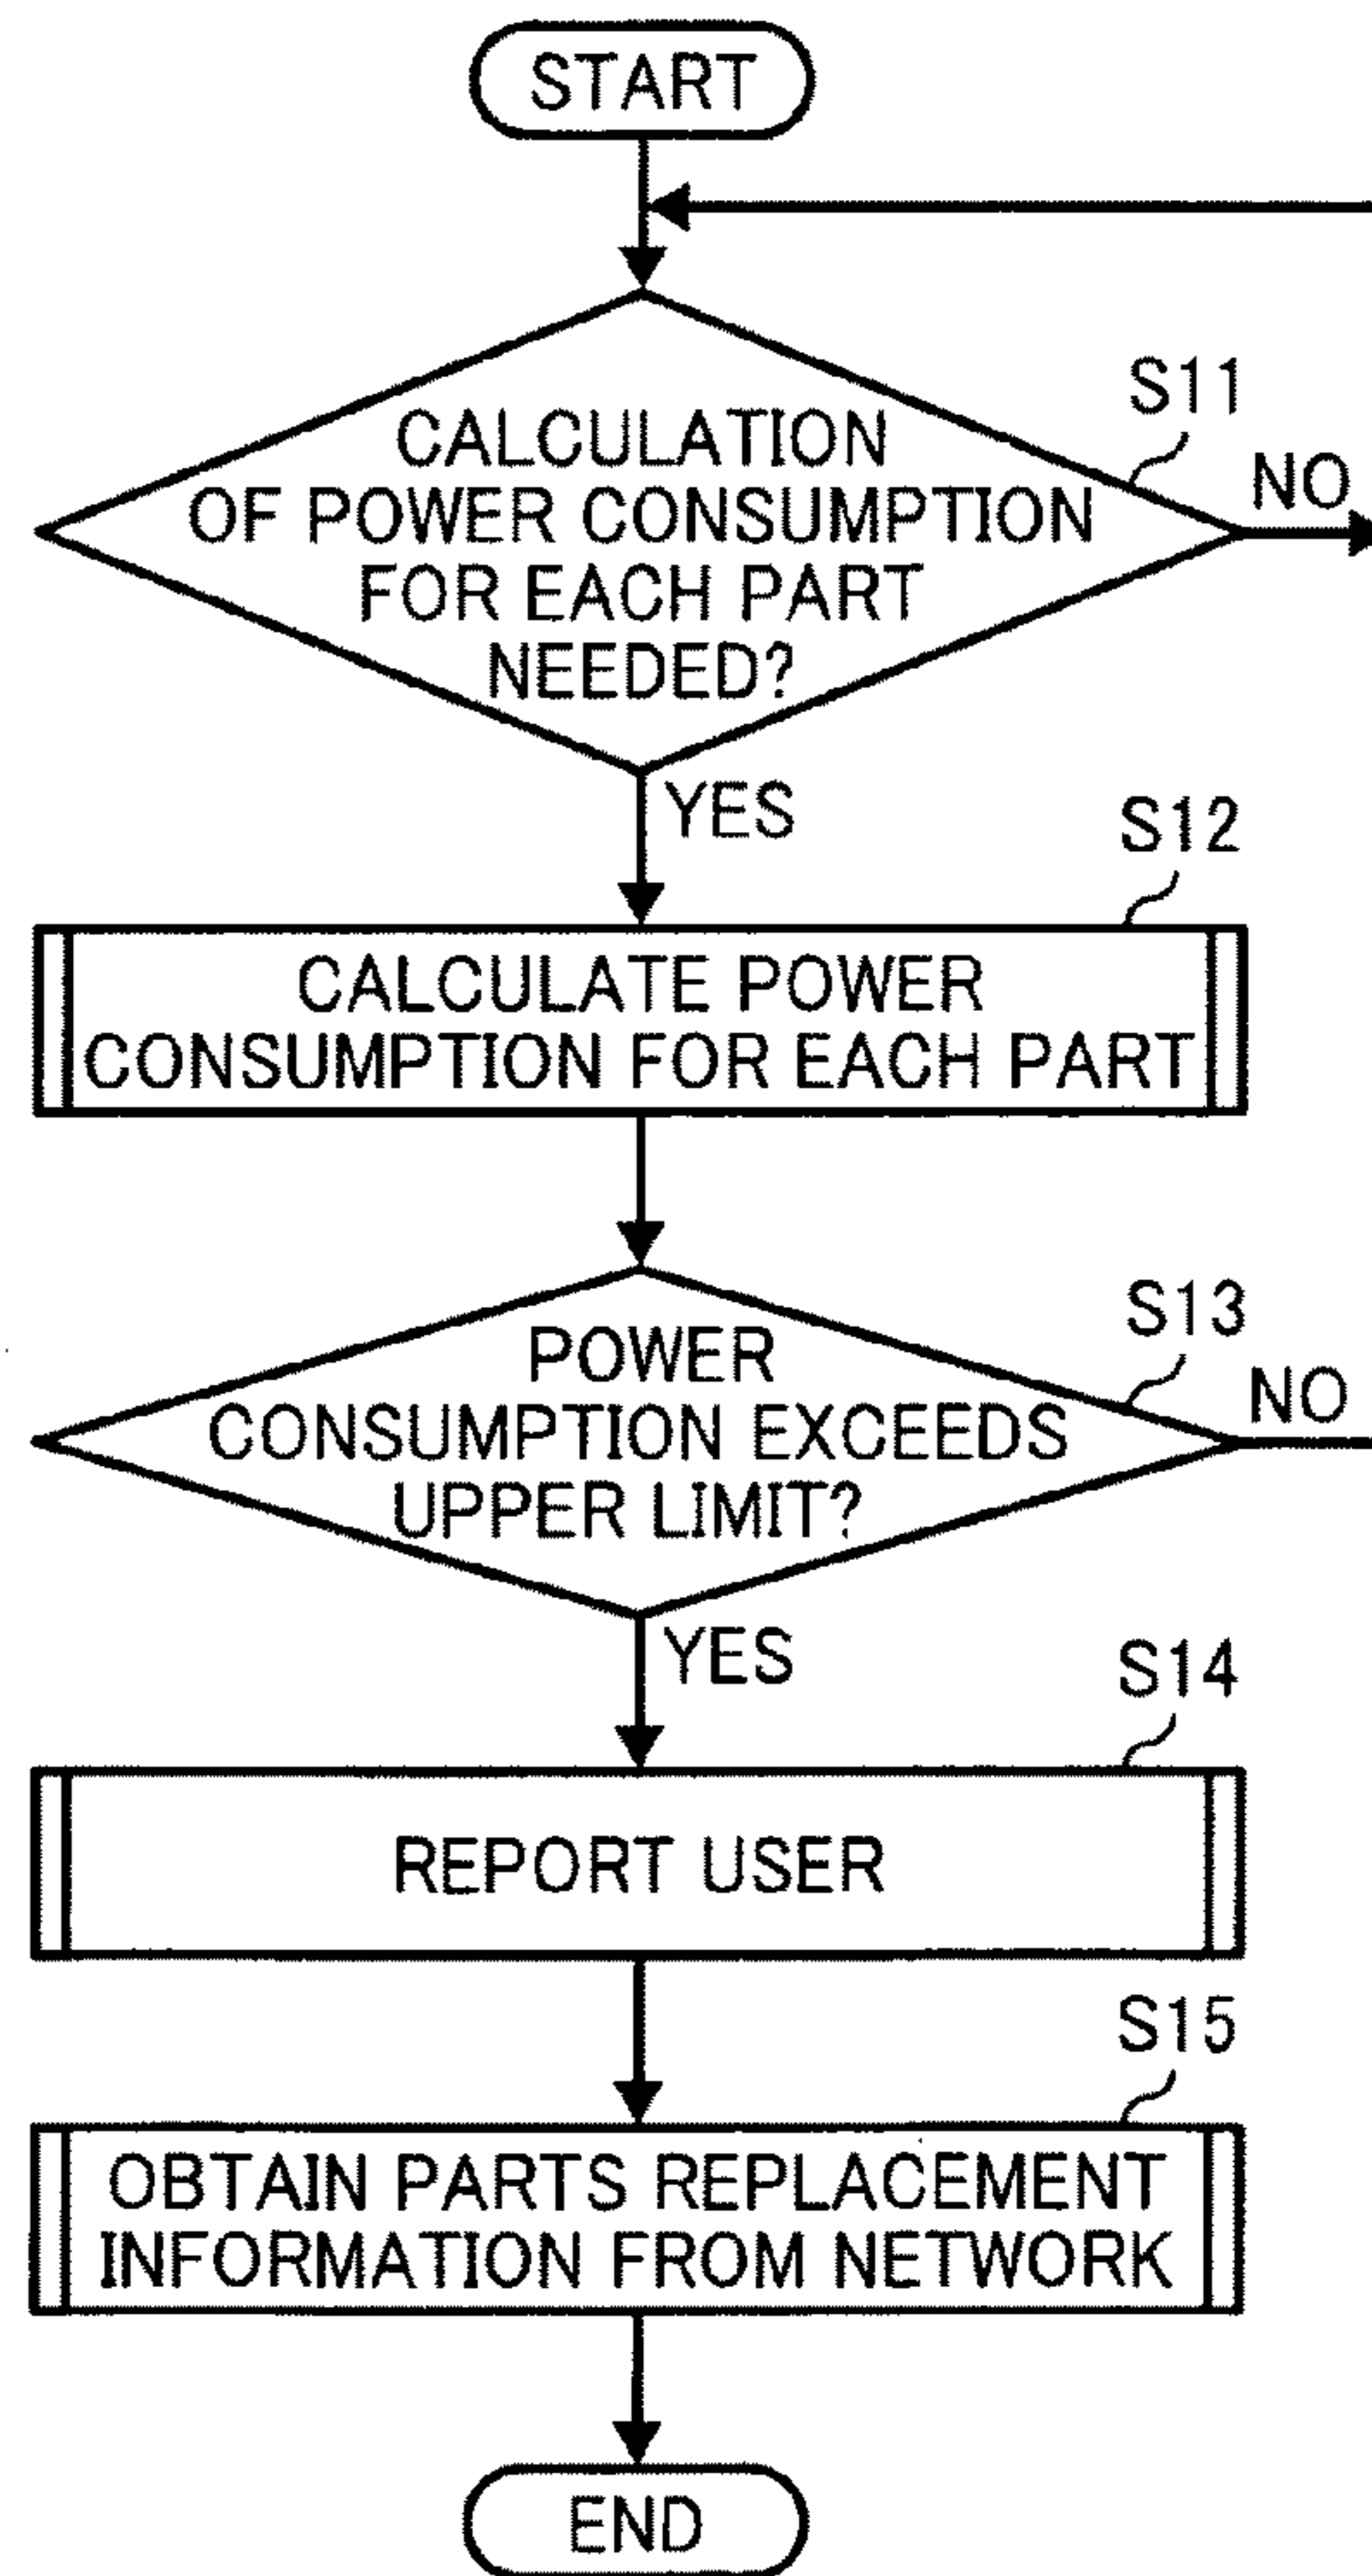 START
S11
CALCULATION
OF POWER CONSUMPTION
FOR EACH PART
NEEDED?
NO
YES
S12
CALCULATE POWER
CONSUMPTION FOR EACH PART
S13
POWER
CONSUMPTION EXCEEDS
UPPER LIMIT?
NO
YES
S14
REPORT USER
S15
OBTAIN PARTS REPLACEMENT
INFORMATION FROM NETWORK
END